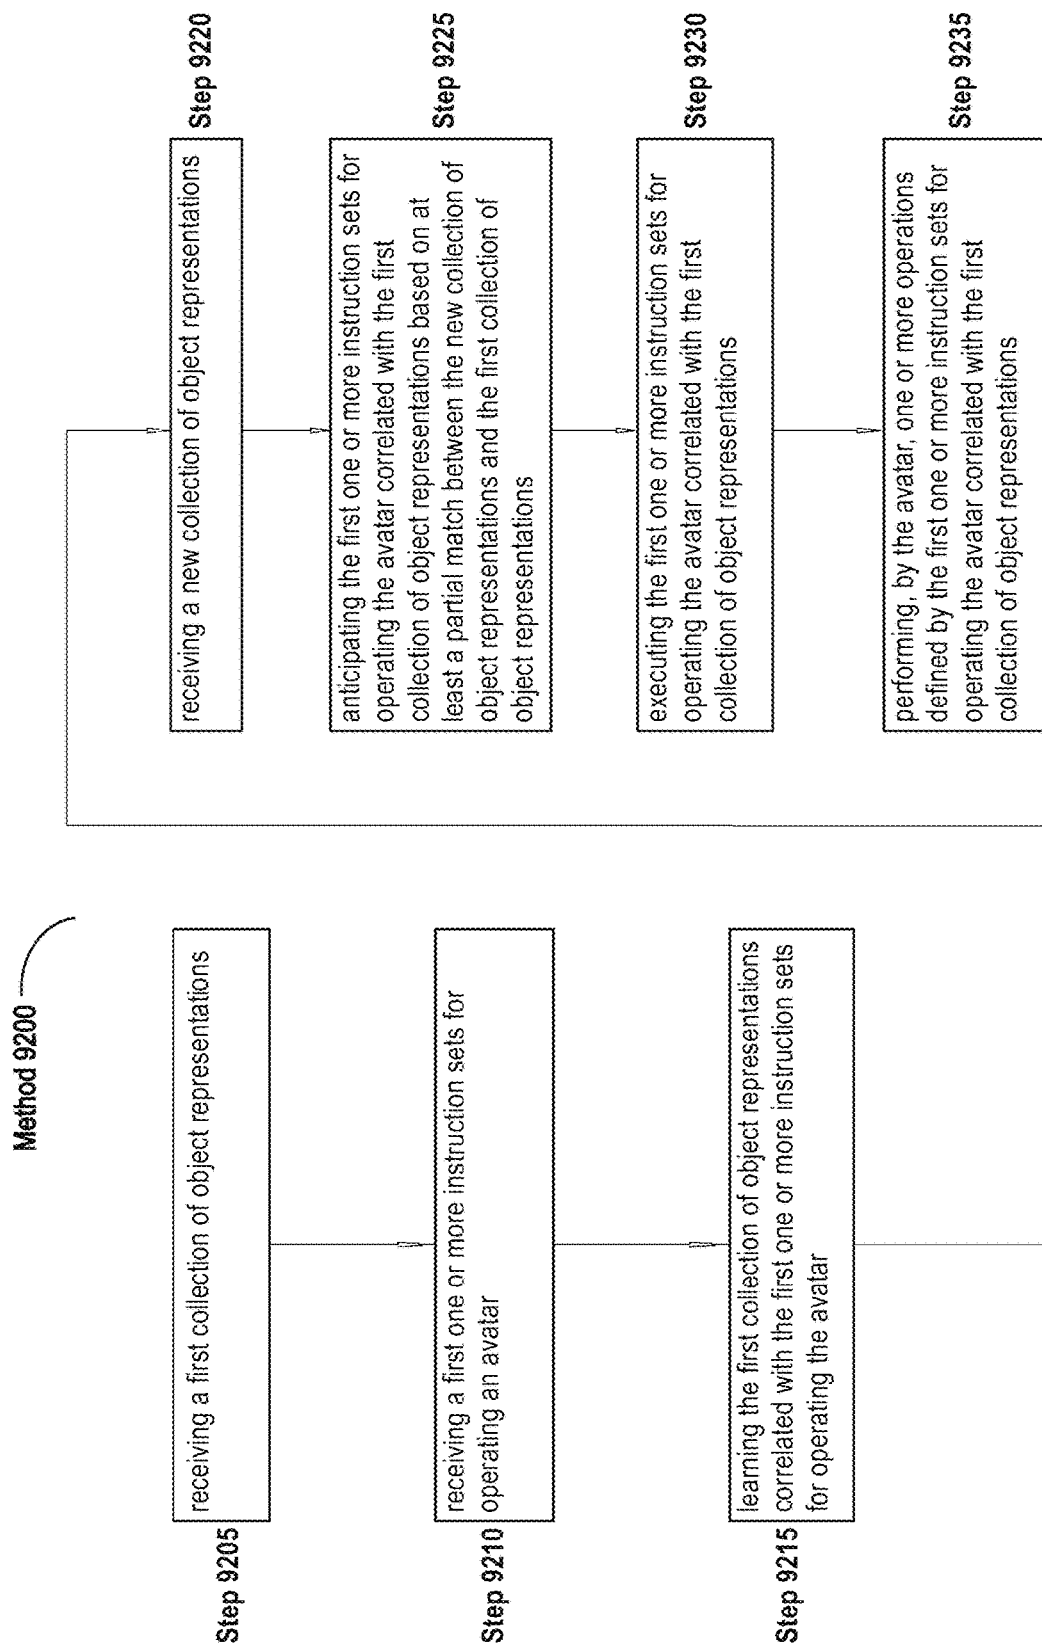 Method 9200
Step 9205
receiving a first collection of object representations
Step 9210
receiving a first one or more instruction sets for
operating an avatar
Step 9215
learning the first collection of object representations
correlated with the first one or more instruction sets
for operating the avatar
receiving a new collection of object representations
Step 9220
anticipating the first one or more instruction sets for
operating the avatar correlated with the first
collection of object representations based on at
least a partial match between the new collection of
object representations and the first collection of
object representations
Step 9225
executing the first one or more instruction sets for
operating the avatar correlated with the first
collection of object representations
Step 9230
performing, by the avatar, one or more operations
defined by the first one or more instruction sets for
operating the avatar correlated with the first
collection of object representations
Step 9235